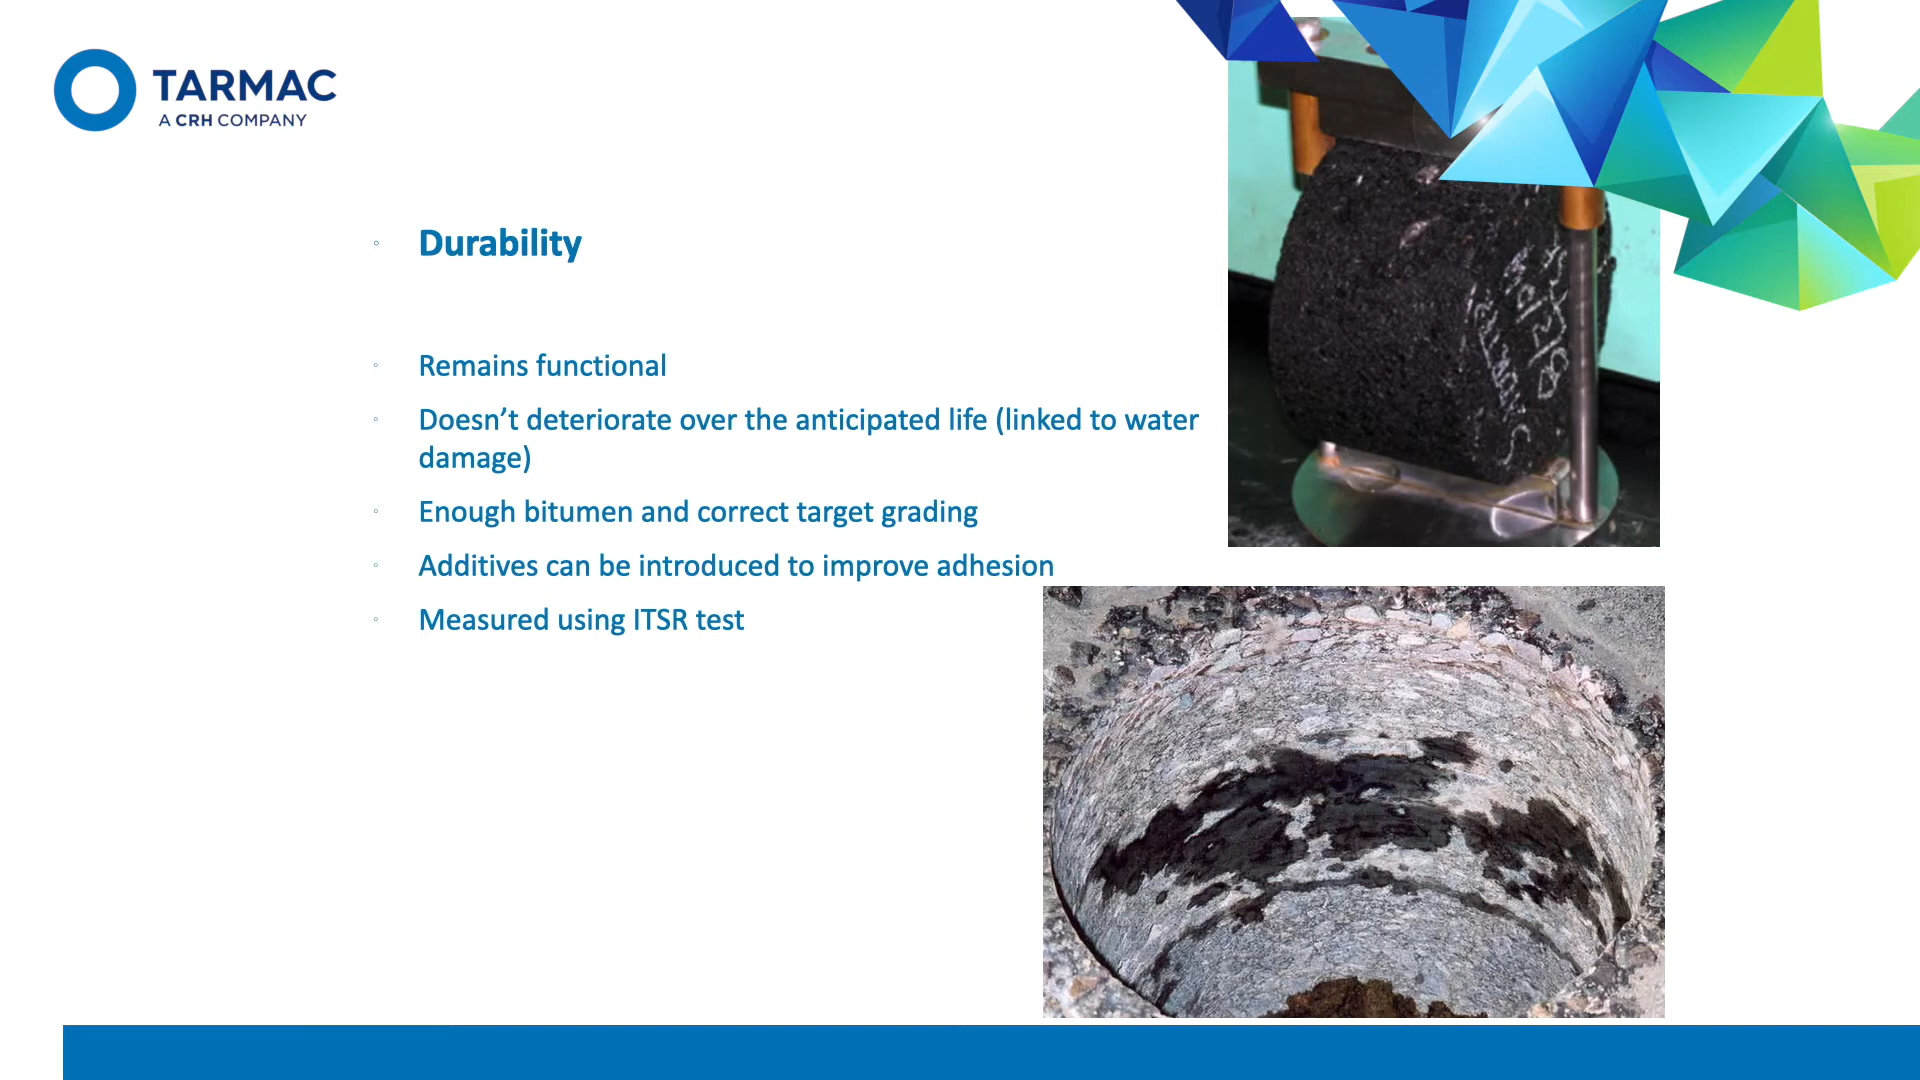 TARMAC
A CRH COMPANY
Durability
Remains functional
Doesn’t deteriorate over the anticipated life (linked to water
damage)
Enough bitumen and correct target grading
Additives can be introduced to improve adhesion
Measured using ITSR test